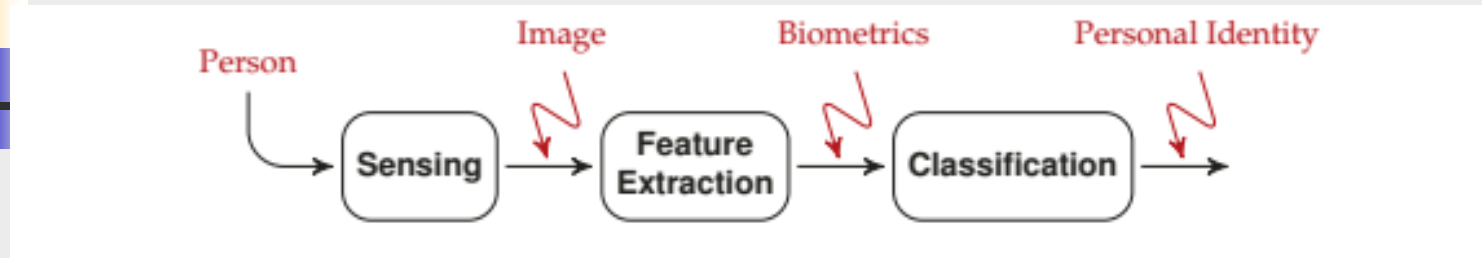 Person
Image
Biometrics
Personal Identity
Sensing
Feature
Extraction
Classification